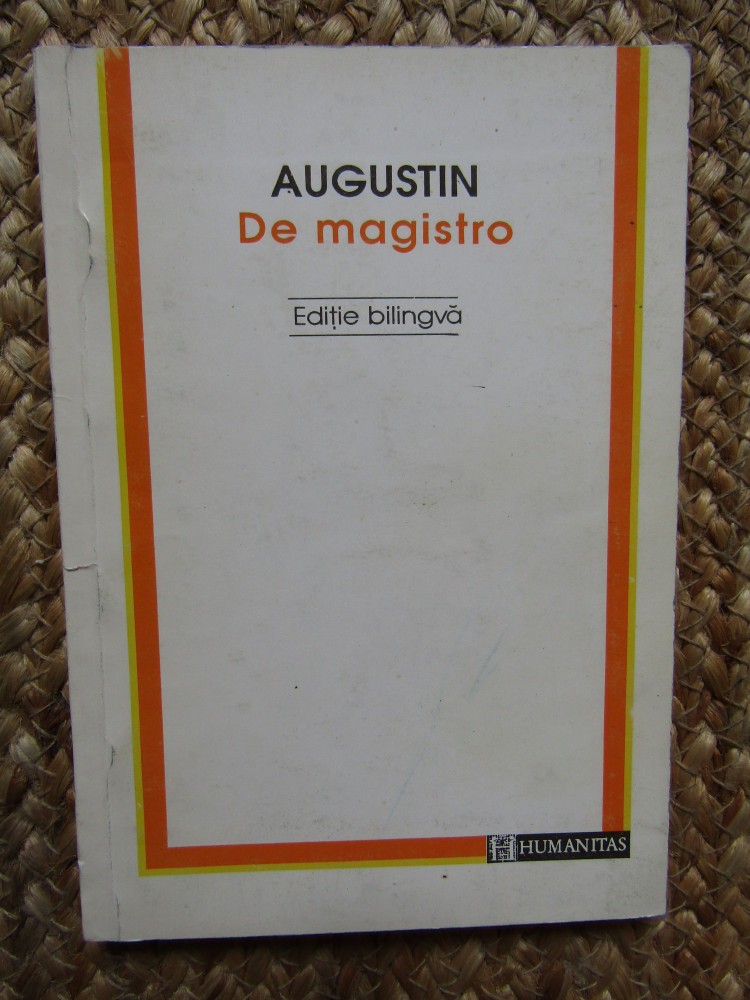 AUGUSTIN
De magistro
Ediție bilingvă
HUMANITAS